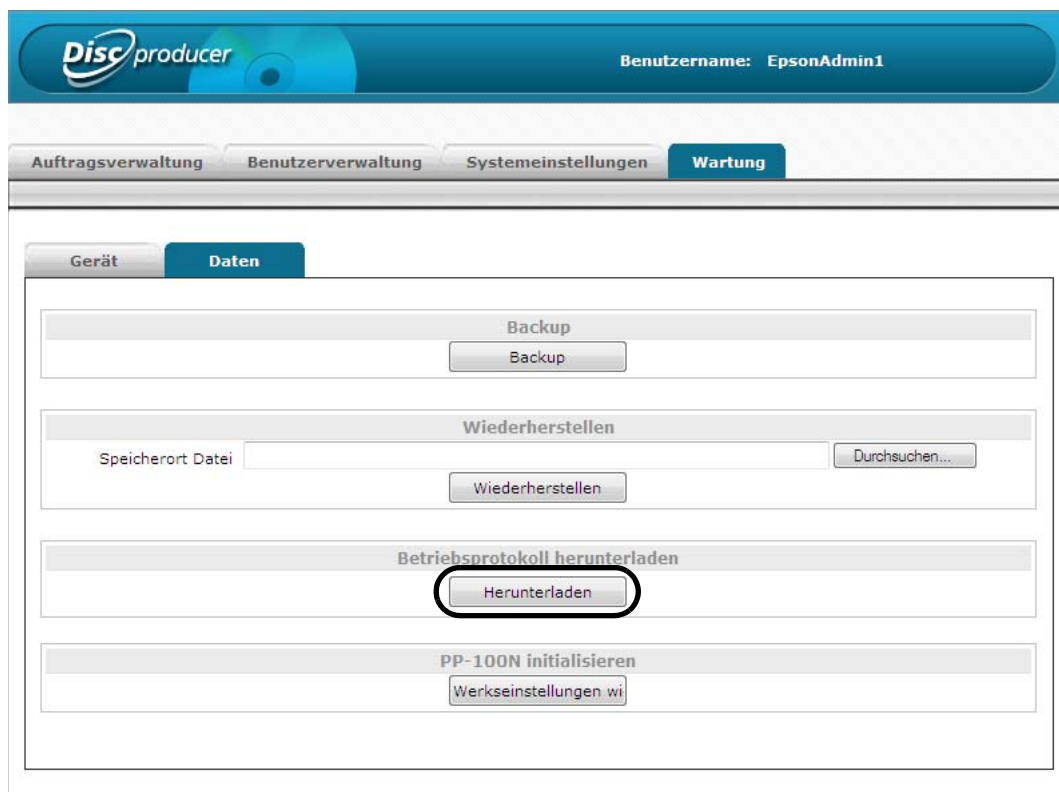 Disc producer
Benutzername: EpsonAdmin1
Auftragsverwaltung Benutzerverwaltung Systemeinstellungen Wartung
Gerät Daten
Backup
Backup
Wiederherstellen
Speicherort Datei Durchsuchen...
Wiederherstellen
Betriebsprotokoll herunterladen
Herunterladen
PP-100N initialisieren
Werkseinstellungen wi